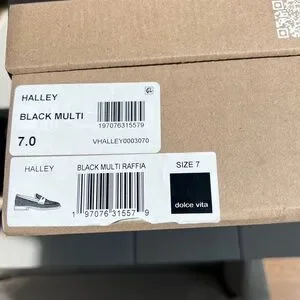 HALLEY
BLACK MULTI
197076315579
7.0
VHALLEY0003070
HALLEY
BLACK MULTI RAFFIA
SIZE 7
1 97076 31557 9
dolce vita